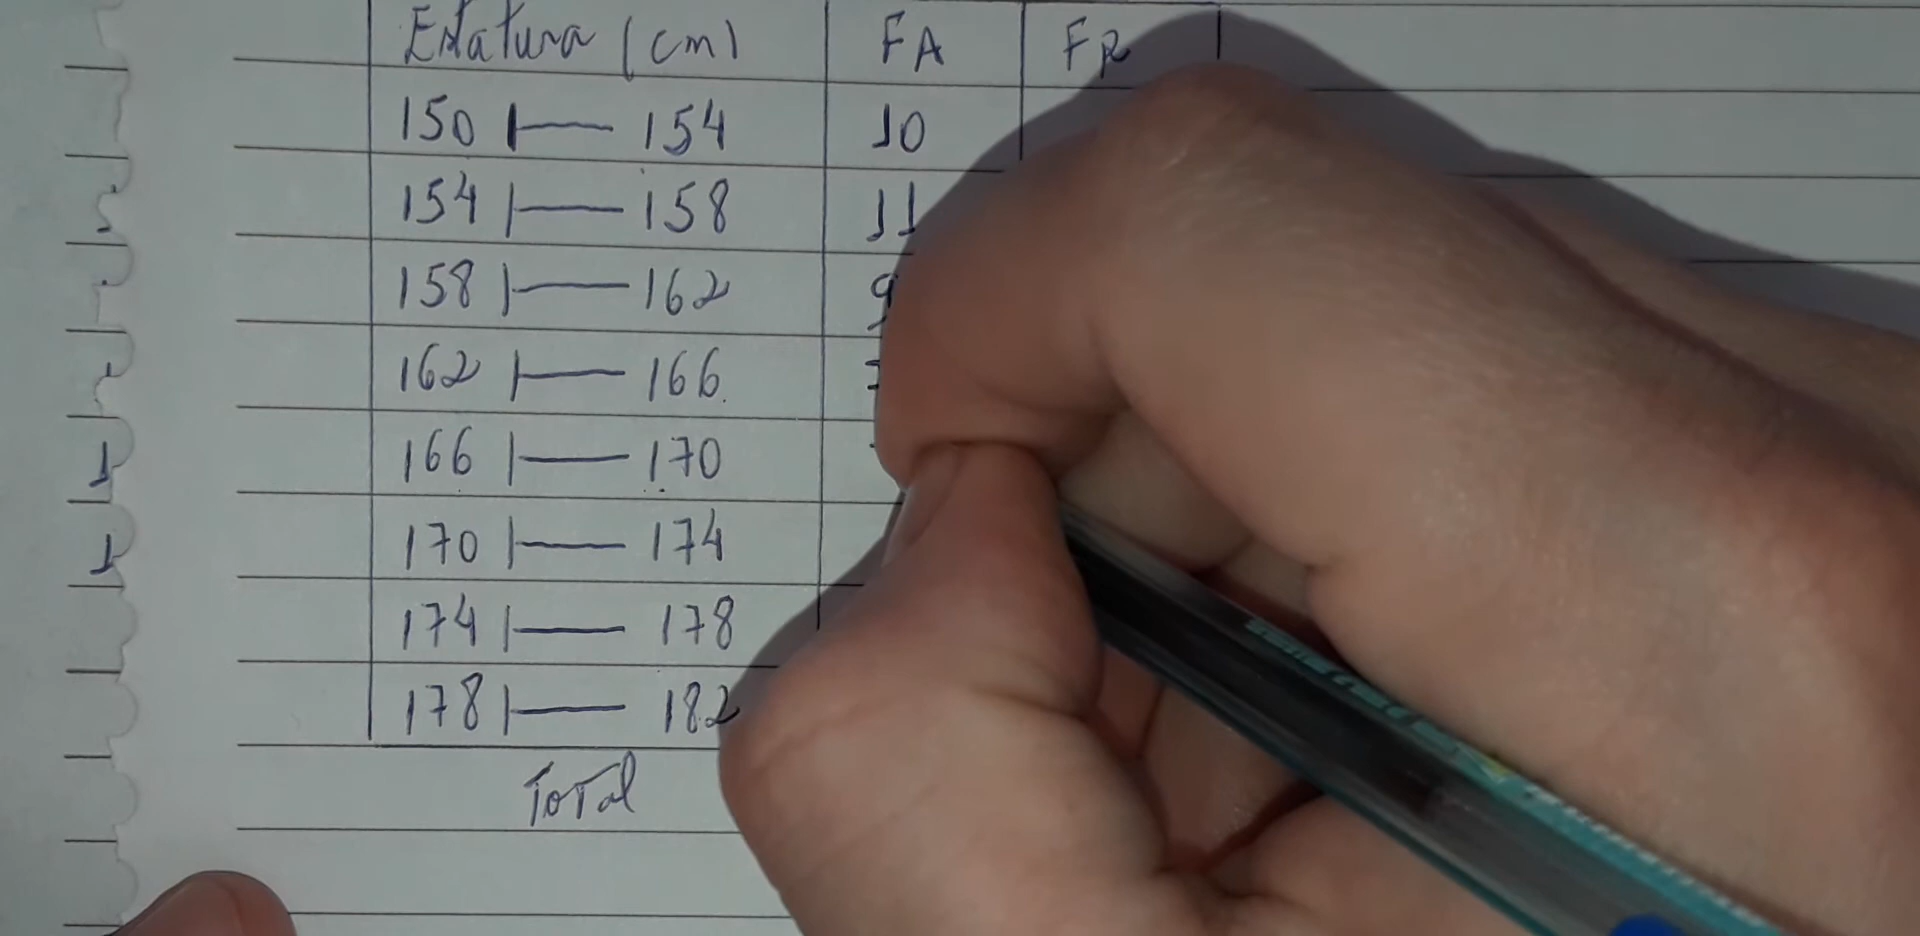 Estatura (cm) FA FR
150 |— 154 10
154 |— 158 11
158 |— 162 9
162 |— 166
166 |— 170
170 |— 174
174 |— 178
178 |— 182
Total